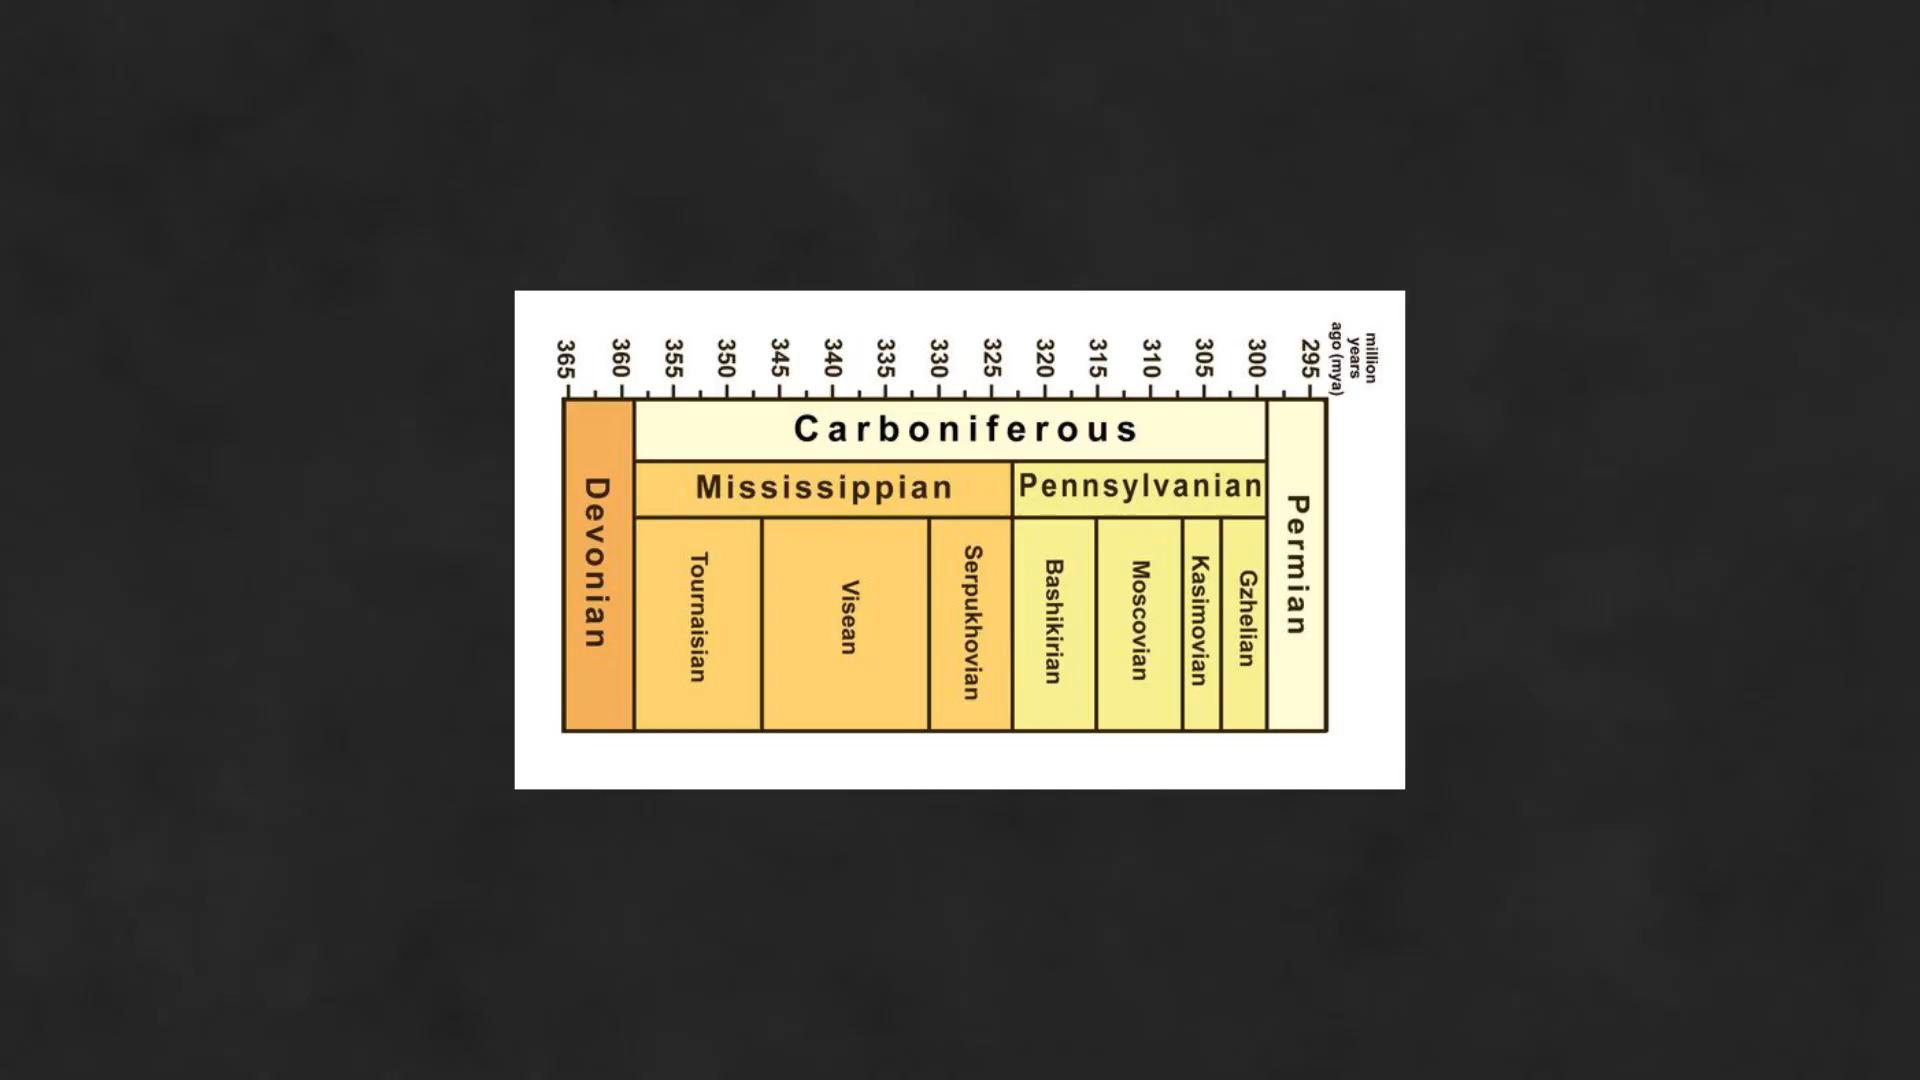 million
years
ago (mya)
365
360
355
350
345
340
335
330
325
320
315
310
305
300
295
Carboniferous
Mississippian
Pennsylvanian
Devonian
Tournaisian
Visean
Serpukhovian
Bashikirian
Moscovian
Kasimovian
Gzhelian
Permian